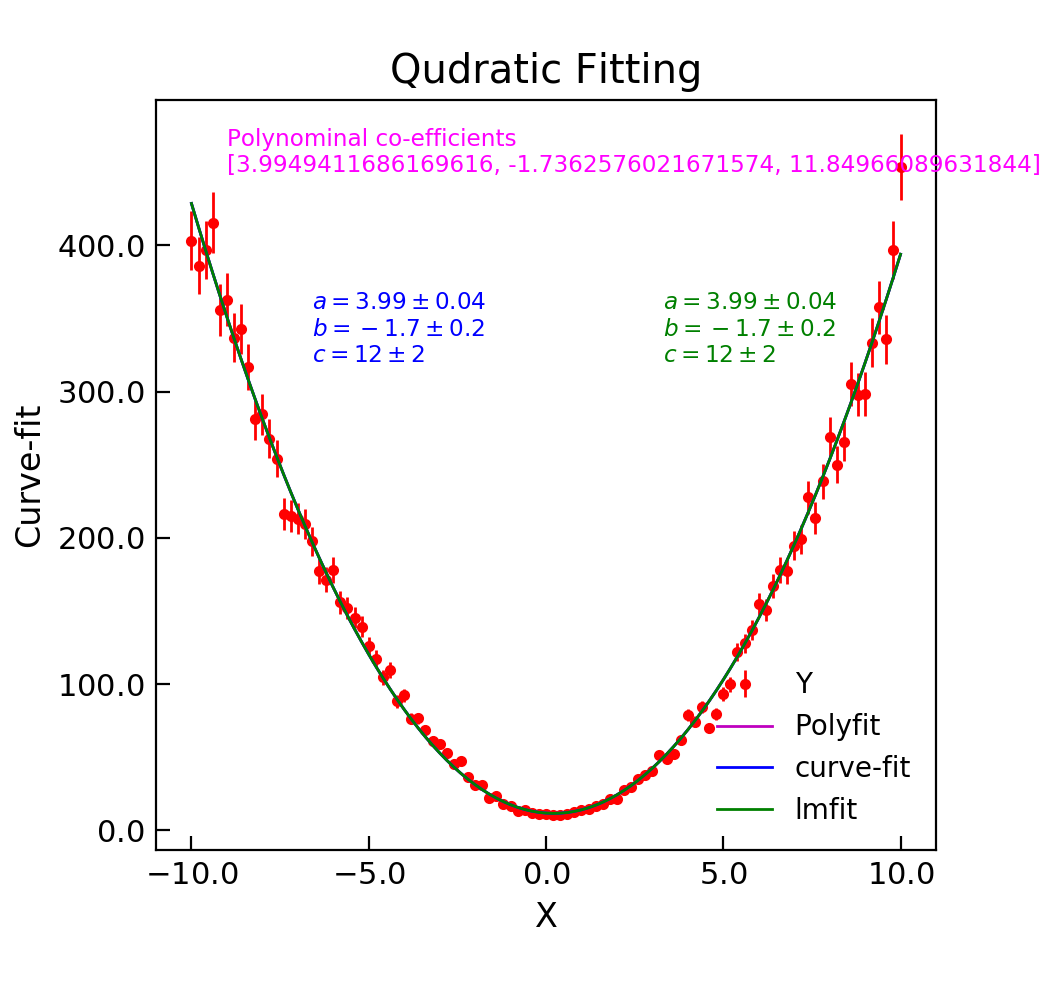 Qudratic Fitting
Polynominal co-efficients
[3.9949411686169616, -1.7362576021671574, 11.84966089631844]
a = 3.99 ± 0.04
b = −1.7 ± 0.2
c = 12 ± 2
a = 3.99 ± 0.04
b = −1.7 ± 0.2
c = 12 ± 2
Curve-fit
400.0
300.0
200.0
100.0
0.0
Y
Polyfit
curve-fit
lmfit
−10.0
−5.0
0.0
5.0
10.0
X